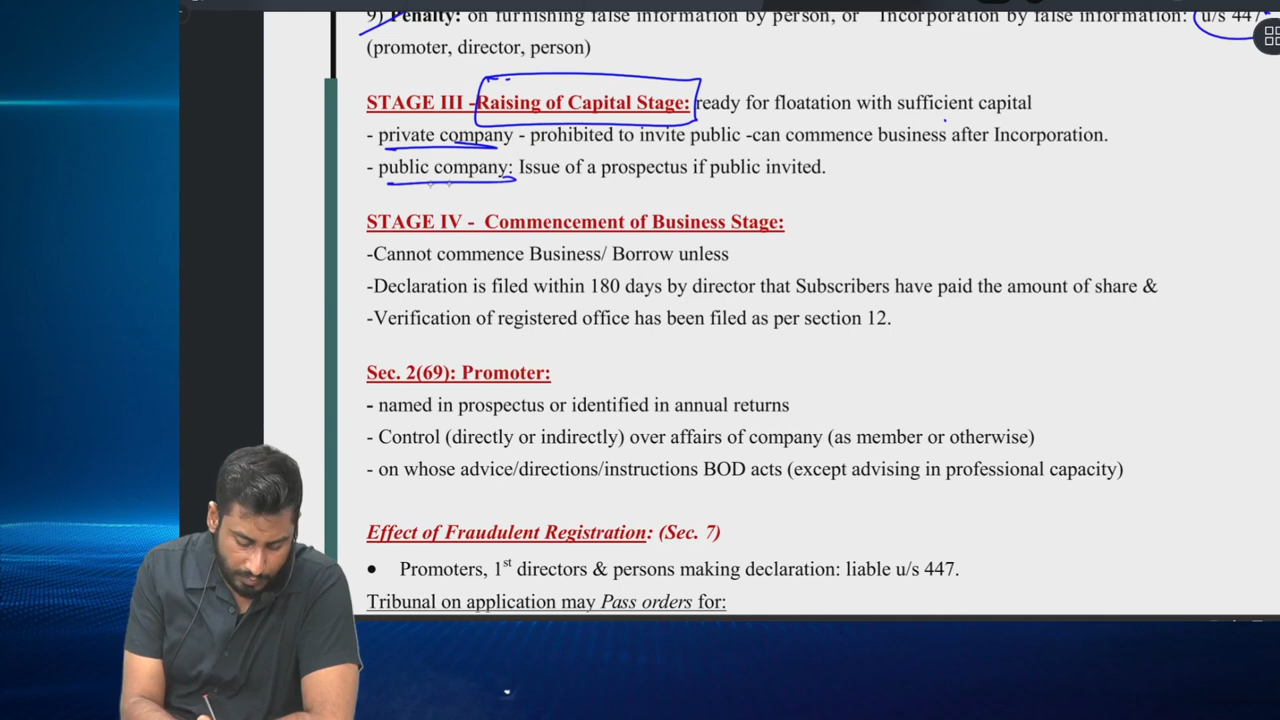 9) Penalty: on furnishing false information by person, or Incorporation by false information: u/s 447
(promoter, director, person)
STAGE III -Raising of Capital Stage: ready for floatation with sufficient capital
- private company - prohibited to invite public -can commence business after Incorporation.
- public company: Issue of a prospectus if public invited.
STAGE IV - Commencement of Business Stage:
-Cannot commence Business/ Borrow unless
-Declaration is filed within 180 days by director that Subscribers have paid the amount of share &
-Verification of registered office has been filed as per section 12.
Sec. 2(69): Promoter:
- named in prospectus or identified in annual returns
- Control (directly or indirectly) over affairs of company (as member or otherwise)
- on whose advice/directions/instructions BOD acts (except advising in professional capacity)
Effect of Fraudulent Registration: (Sec. 7)
• Promoters, 1st directors & persons making declaration: liable u/s 447.
Tribunal on application may Pass orders for: